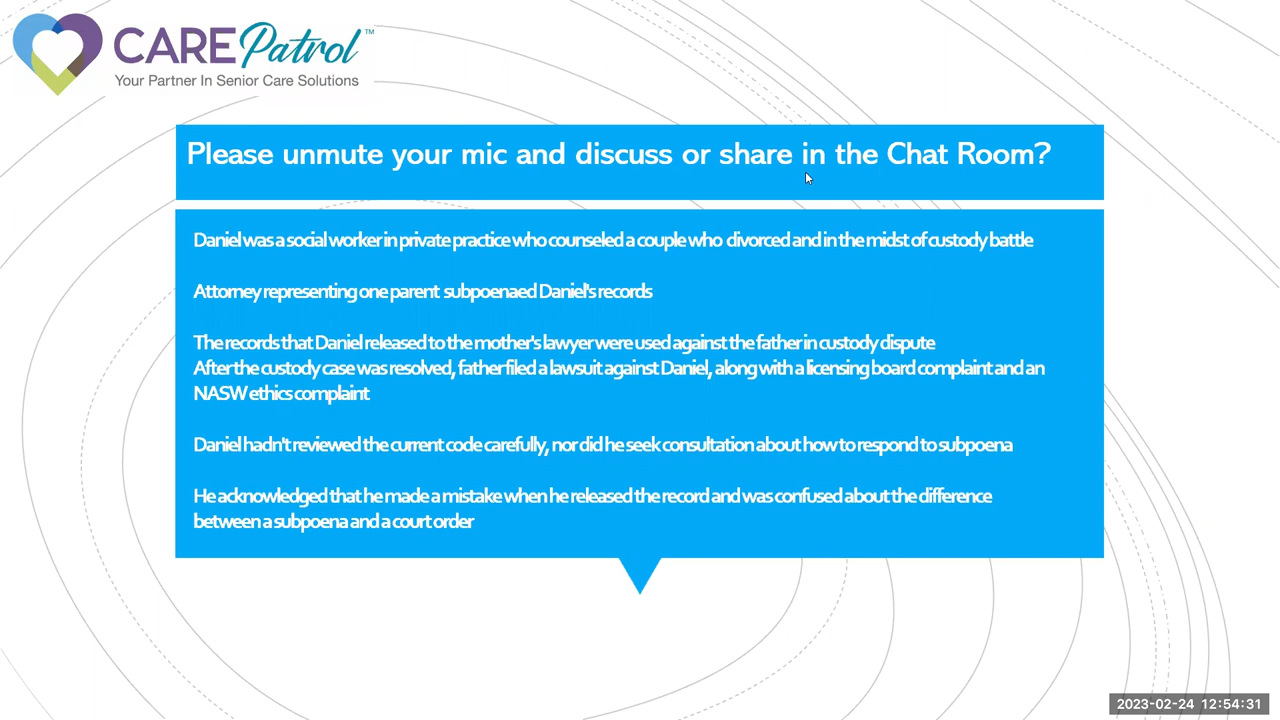 CAREPatrol™
Your Partner In Senior Care Solutions
Please unmute your mic and discuss or share in the Chat Room?
Daniel was a social worker in private practice who counseled a couple who divorced and in the midst of custody battle
Attorney representing one parent subpoenaed Daniel's records
The records that Daniel released to the mother's lawyer were used against the father in custody dispute
After the custody case was resolved, father filed a lawsuit against Daniel, along with a licensing board complaint and an
NASW ethics complaint
Daniel hadn't reviewed the current code carefully, nor did he seek consultation about how to respond to subpoena
He acknowledged that he made a mistake when he released the record and was confused about the difference
between a subpoena and a court order
2023-02-24 12:54:31